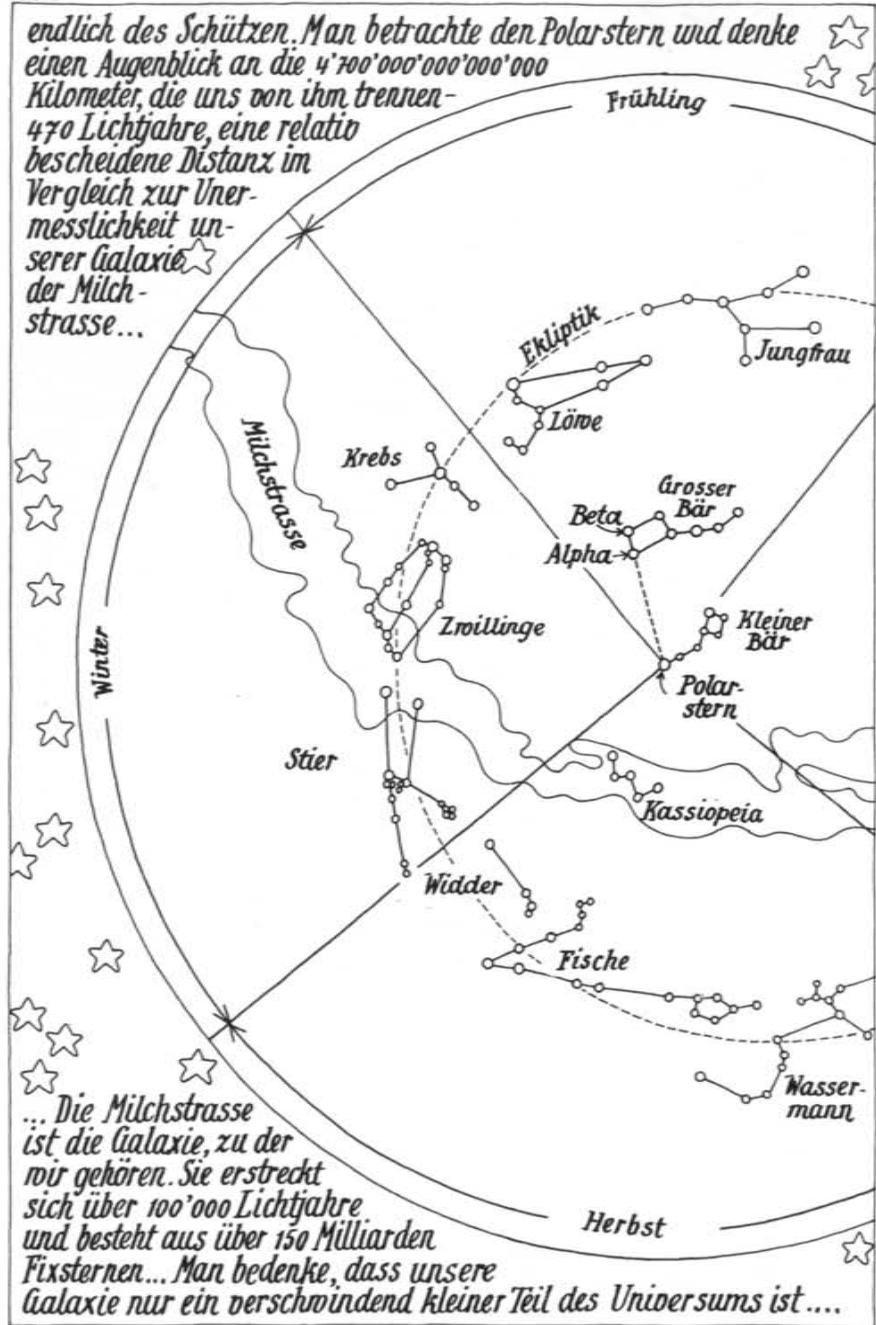 endlich des Schützen. Man betrachte den Polarstern und denke
einen Augenblick an die 4'700'000'000'000'000
Kilometer, die uns von ihm trennen-
470 Lichtjahre, eine relativ
bescheidene Distanz im
Vergleich zur Uner-
messlichkeit un-
serer Galaxie
der Milch-
strasse...
Frühling
Ekliptik
Jungfrau
Löwe
Milchstrasse
Krebs
Grosser
Bär
Beta
Alpha
Zwillinge
Kleiner
Bär
Winter
Polar-
stern
Stier
Kassiopeia
Widder
Fische
Wasser-
mann
Herbst
... Die Milchstrasse
ist die Galaxie, zu der
wir gehören. Sie erstreckt
sich über 100'000 Lichtjahre
und besteht aus über 150 Milliarden
Fixsternen... Man bedenke, dass unsere
Galaxie nur ein verschwindend kleiner Teil des Universums ist....